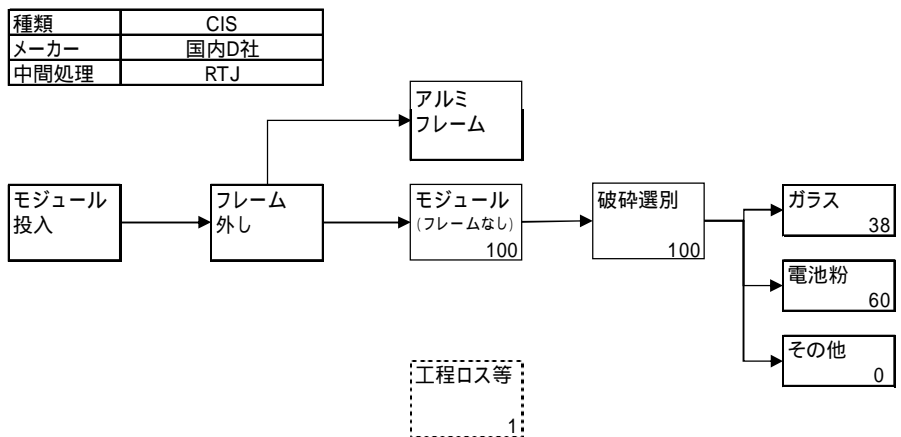 種類 CIS
メーカー 国内D社
中間処理 RTJ
アルミ
フレーム
モジュール
投入
フレーム
外し
モジュール
(フレームなし)
100
破砕選別
100
ガラス
38
電池粉
60
その他
0
工程ロス等
1